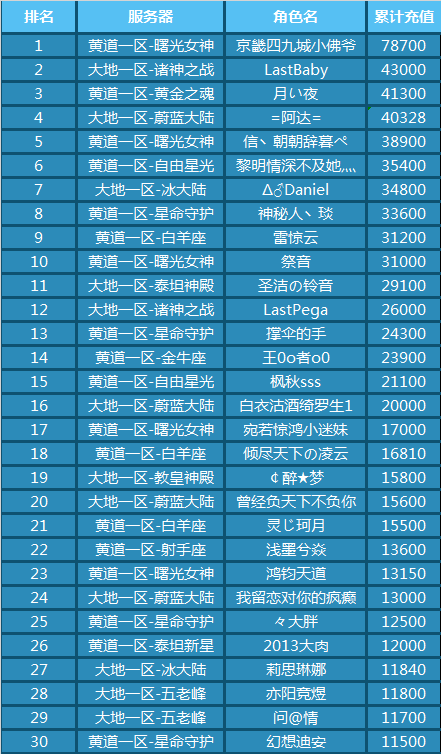 排名 服务器 角色名 累计充值
1 黄道一区-曙光女神 京畿四九城小佛爷 78700
2 大地一区-诸神之战 LastBaby 43000
3 黄道一区-黄金之魂 月い夜 41300
4 大地一区-蔚蓝大陆 =阿达= 40328
5 黄道一区-曙光女神 信丶朝朝辞暮ぺ 38900
6 黄道一区-自由星光 黎明情深不及她灬 35400
7 大地一区-冰大陆 Δ♂Daniel 34800
8 黄道一区-星命守护 神秘人丶琰 33600
9 黄道一区-白羊座 雷惊云 31200
10 黄道一区-曙光女神 祭音 31000
11 大地一区-泰坦神殿 圣洁の铃音 29100
12 大地一区-诸神之战 LastPega 26000
13 黄道一区-星命守护 撑伞的手 24300
14 黄道一区-金牛座 王0o者o0 23900
15 黄道一区-自由星光 枫秋sss 21100
16 大地一区-蔚蓝大陆 白衣沽酒绮罗生1 20000
17 黄道一区-曙光女神 宛若惊鸿小迷妹 17000
18 黄道一区-白羊座 倾尽天下の凌云 16810
19 大地一区-教皇神殿 ￠醉★梦 15800
20 大地一区-蔚蓝大陆 曾经负天下不负你 15600
21 黄道一区-白羊座 灵じ珂月 15500
22 黄道一区-射手座 浅墨兮焱 13600
23 黄道一区-曙光女神 鸿钧天道 13150
24 大地一区-蔚蓝大陆 我留恋对你的疯癫 13000
25 黄道一区-星命守护 々大胖 12500
26 黄道一区-泰坦新星 2013大肉 12000
27 大地一区-冰大陆 莉思琳娜 11840
28 大地一区-五老峰 亦阳竞煜 11800
29 大地一区-五老峰 问@情 11700
30 黄道一区-星命守护 幻想迪安 11500